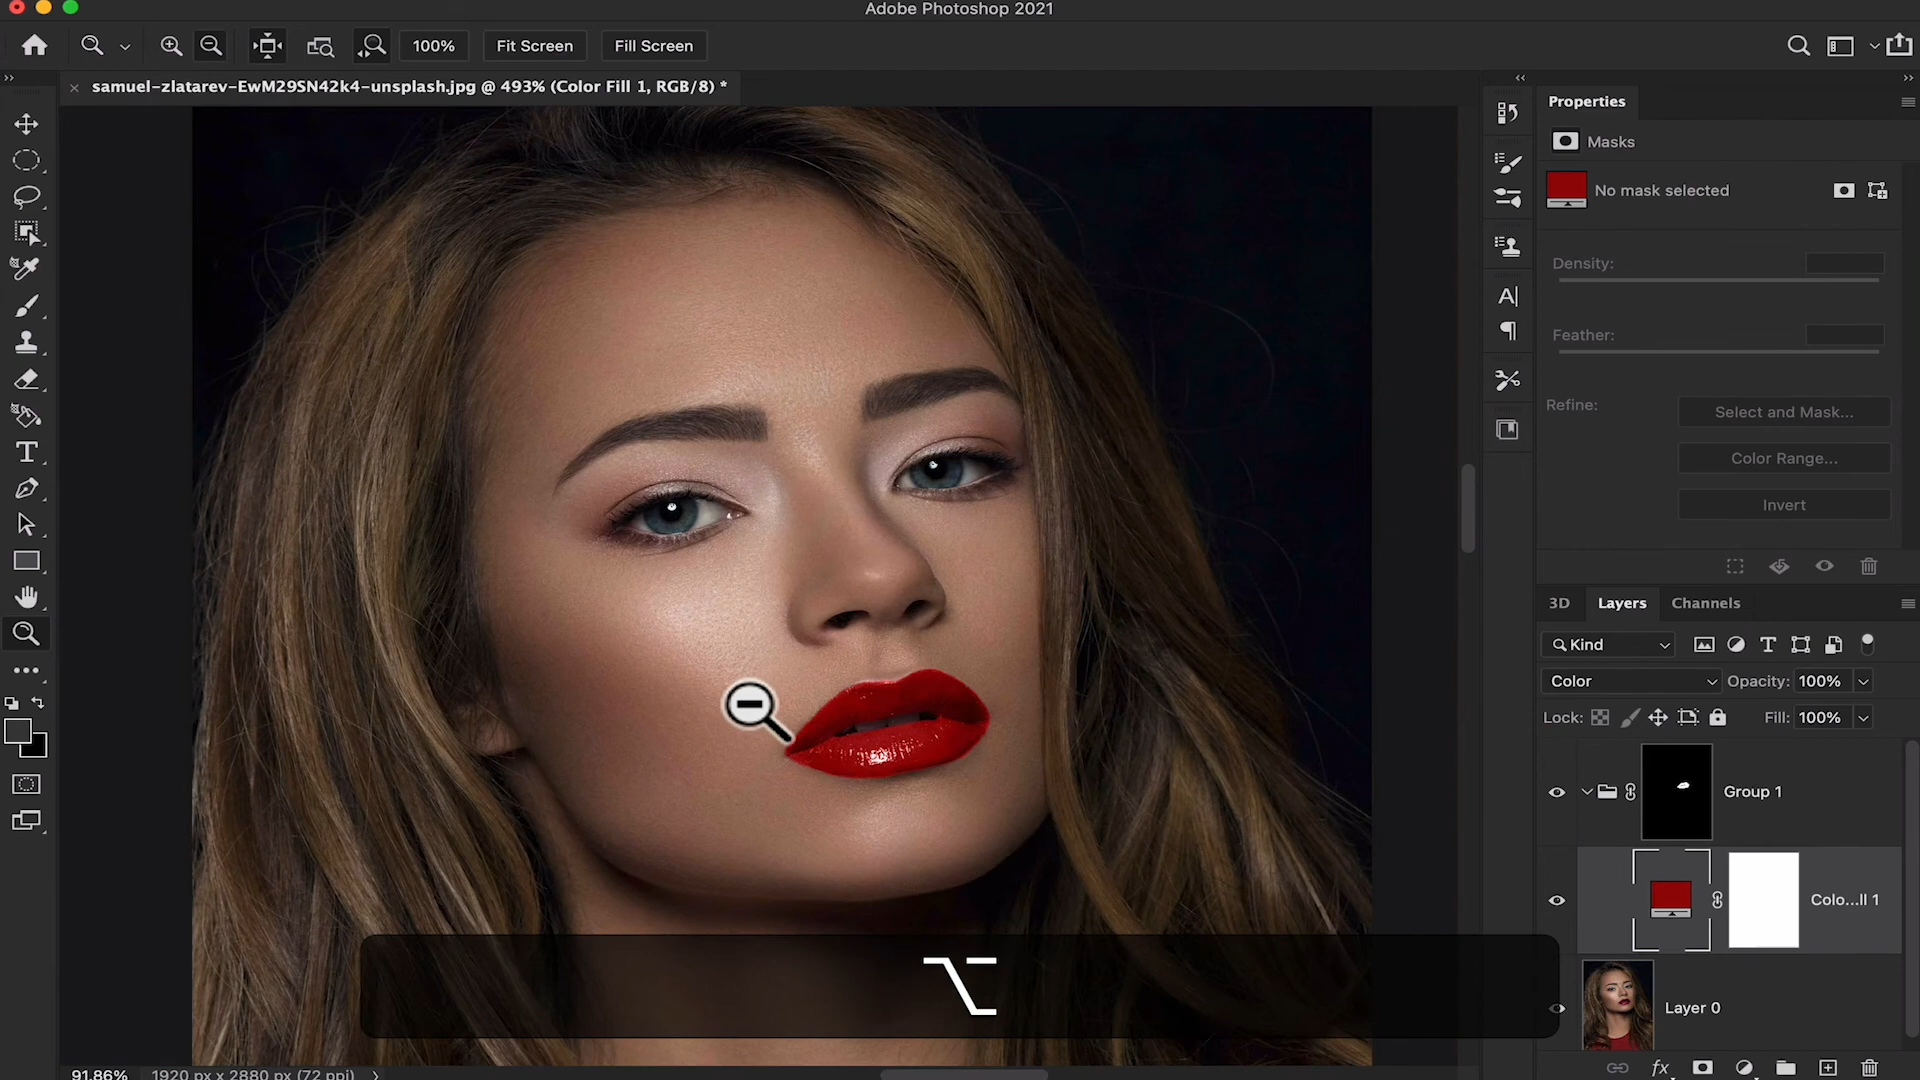 Adobe Photoshop 2021
100%
Fit Screen
Fill Screen
samuel-zlatarev-EwM29SN42k4-unsplash.jpg @ 493% (Color Fill 1, RGB/8) *
Properties
Masks
No mask selected
Density:
Feather:
Refine:
Select and Mask...
Color Range...
Invert
3D
Layers
Channels
Kind
Color
Opacity: 100%
Lock:
Fill: 100%
Group 1
Colo...ll 1
Layer 0
fx
91.86%
1920 px x 2880 px (72 ppi)